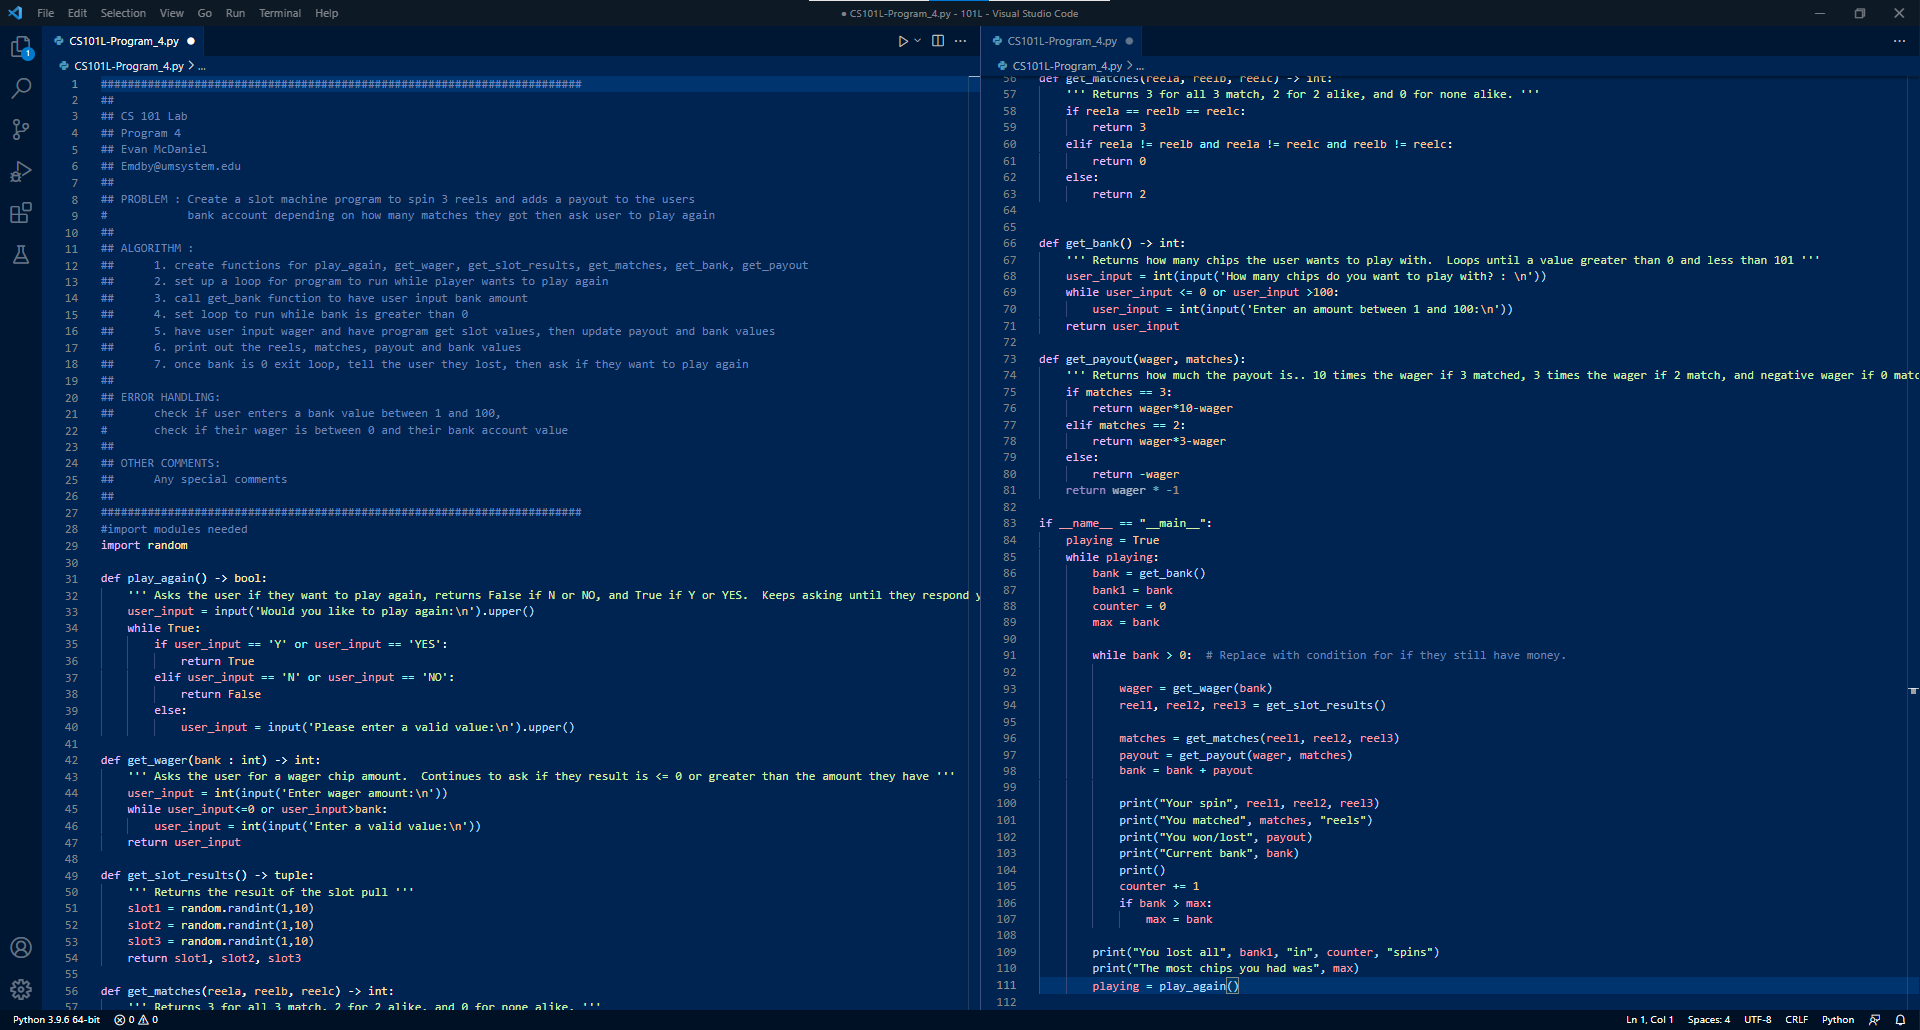 File Edit Selection View Go Run Terminal Help
● CS101L-Program_4.py - 101L - Visual Studio Code
CS101L-Program_4.py ●
CS101L-Program_4.py > ...
1 ########################################################################
2 ##
3 ## CS 101 Lab
4 ## Program 4
5 ## Evan McDaniel
6 ## Emdby@umsystem.edu
7 ##
8 ## PROBLEM : Create a slot machine program to spin 3 reels and adds a payout to the users
9 #            bank account depending on how many matches they got then ask user to play again
10 ##
11 ## ALGORITHM :
12 ##      1. create functions for play_again, get_wager, get_slot_results, get_matches, get_bank, get_payout
13 ##      2. set up a loop for program to run while player wants to play again
14 ##      3. call get_bank function to have user input bank amount
15 ##      4. set loop to run while bank is greater than 0
16 ##      5. have user input wager and have program get slot values, then update payout and bank values
17 ##      6. print out the reels, matches, payout and bank values
18 ##      7. once bank is 0 exit loop, tell the user they lost, then ask if they want to play again
19 ##
20 ## ERROR HANDLING:
21 ##      check if user enters a bank value between 1 and 100,
22 #       check if their wager is between 0 and their bank account value
23 ##
24 ## OTHER COMMENTS:
25 ##      Any special comments
26 ##
27 ########################################################################
28 #import modules needed
29 import random
30
31 def play_again() -> bool:
32     ''' Asks the user if they want to play again, returns False if N or NO, and True if Y or YES.  Keeps asking until they respond y
33     user_input = input('Would you like to play again:\n').upper()
34     while True:
35         if user_input == 'Y' or user_input == 'YES':
36             return True
37         elif user_input == 'N' or user_input == 'NO':
38             return False
39         else:
40             user_input = input('Please enter a valid value:\n').upper()
41
42 def get_wager(bank : int) -> int:
43     ''' Asks the user for a wager chip amount.  Continues to ask if they result is <= 0 or greater than the amount they have '''
44     user_input = int(input('Enter wager amount:\n'))
45     while user_input<=0 or user_input>bank:
46         user_input = int(input('Enter a valid value:\n'))
47     return user_input
48
49 def get_slot_results() -> tuple:
50     ''' Returns the result of the slot pull '''
51     slot1 = random.randint(1,10)
52     slot2 = random.randint(1,10)
53     slot3 = random.randint(1,10)
54     return slot1, slot2, slot3
55
56 def get_matches(reela, reelb, reelc) -> int:
57     ''' Returns 3 for all 3 match, 2 for 2 alike, and 0 for none alike. '''
CS101L-Program_4.py ●
CS101L-Program_4.py > ...
56 def get_matches(reela, reelb, reelc) -> int:
57     ''' Returns 3 for all 3 match, 2 for 2 alike, and 0 for none alike. '''
58     if reela == reelb == reelc:
59         return 3
60     elif reela != reelb and reela != reelc and reelb != reelc:
61         return 0
62     else:
63         return 2
64
65
66 def get_bank() -> int:
67     ''' Returns how many chips the user wants to play with.  Loops until a value greater than 0 and less than 101 '''
68     user_input = int(input('How many chips do you want to play with? : \n'))
69     while user_input <= 0 or user_input >100:
70         user_input = int(input('Enter an amount between 1 and 100:\n'))
71     return user_input
72
73 def get_payout(wager, matches):
74     ''' Returns how much the payout is.. 10 times the wager if 3 matched, 3 times the wager if 2 match, and negative wager if 0 matc
75     if matches == 3:
76         return wager*10-wager
77     elif matches == 2:
78         return wager*3-wager
79     else:
80         return -wager
81     return wager * -1
82
83 if __name__ == "__main__":
84     playing = True
85     while playing:
86         bank = get_bank()
87         bank1 = bank
88         counter = 0
89         max = bank
90
91         while bank > 0:  # Replace with condition for if they still have money.
92
93             wager = get_wager(bank)
94             reel1, reel2, reel3 = get_slot_results()
95
96             matches = get_matches(reel1, reel2, reel3)
97             payout = get_payout(wager, matches)
98             bank = bank + payout
99
100             print("Your spin", reel1, reel2, reel3)
101             print("You matched", matches, "reels")
102             print("You won/lost", payout)
103             print("Current bank", bank)
104             print()
105             counter += 1
106             if bank > max:
107                 max = bank
108
109         print("You lost all", bank1, "in", counter, "spins")
110         print("The most chips you had was", max)
111         playing = play_again()
112
1
Python 3.9.6 64-bit 0 0 Ln 1, Col 1 Spaces: 4 UTF-8 CRLF Python